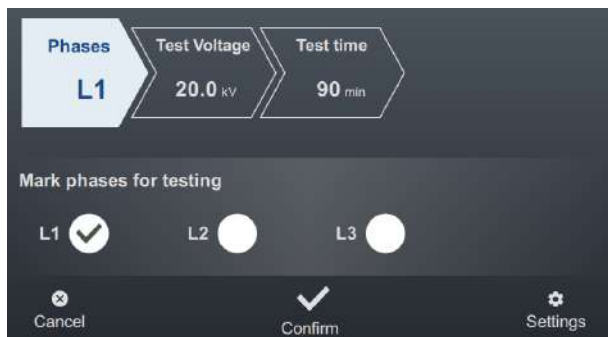 Phases
L1
Test Voltage
20.0 kV
Test time
90 min
Mark phases for testing
L1
L2
L3
Cancel
Confirm
Settings